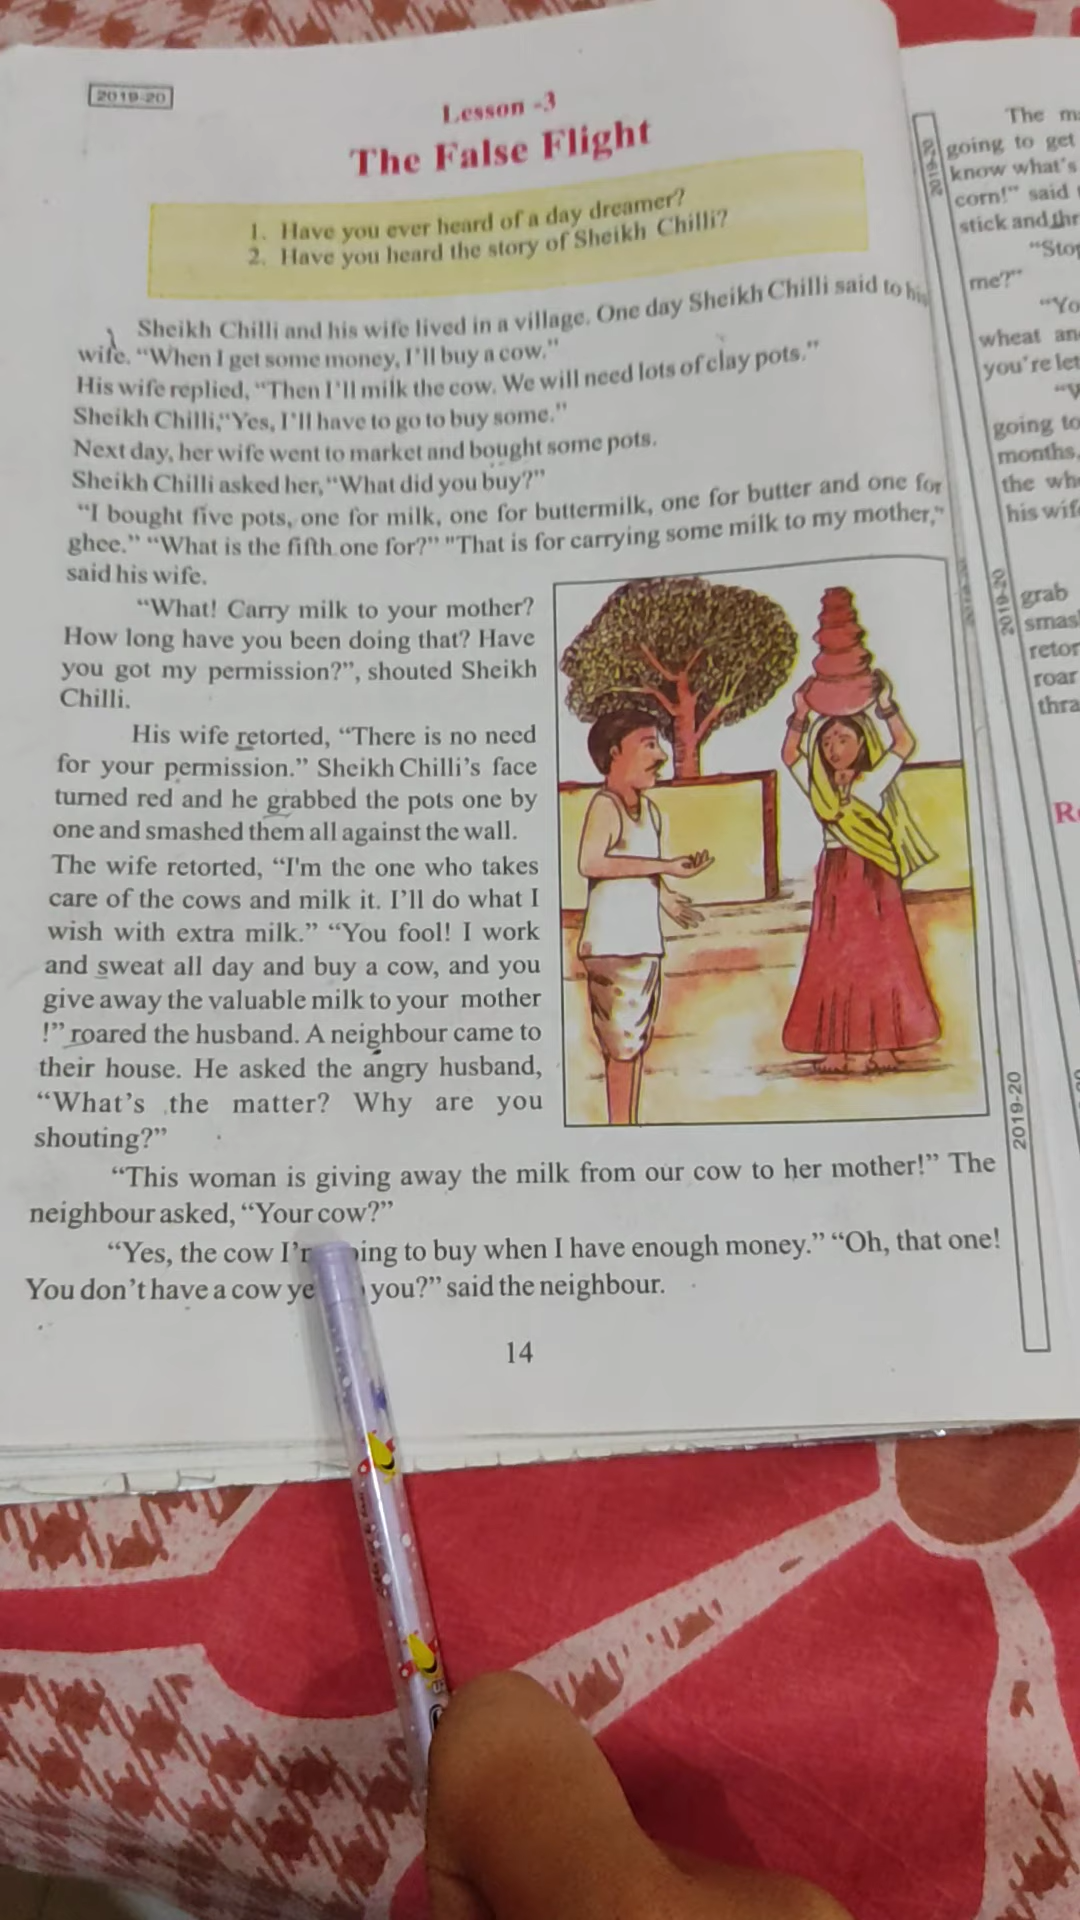 2019-20
Lesson -3
The False Flight
1. Have you ever heard of a day dreamer?
2. Have you heard the story of Sheikh Chilli?
Sheikh Chilli and his wife lived in a village. One day Sheikh Chilli said to his
wife. “When I get some money, I’ll buy a cow.”
His wife replied, “Then I’ll milk the cow. We will need lots of clay pots.”
Sheikh Chilli,“Yes, I’ll have to go to buy some.”
Next day, her wife went to market and bought some pots.
Sheikh Chilli asked her, “What did you buy?”
“I bought five pots, one for milk, one for buttermilk, one for butter and one for
ghee.” “What is the fifth one for?” "That is for carrying some milk to my mother,"
said his wife.
“What! Carry milk to your mother?
How long have you been doing that? Have
you got my permission?”, shouted Sheikh
Chilli.
His wife retorted, “There is no need
for your permission.” Sheikh Chilli’s face
turned red and he grabbed the pots one by
one and smashed them all against the wall.
The wife retorted, “I'm the one who takes
care of the cows and milk it. I’ll do what I
wish with extra milk.” “You fool! I work
and sweat all day and buy a cow, and you
give away the valuable milk to your mother
!” roared the husband. A neighbour came to
their house. He asked the angry husband,
“What’s the matter? Why are you
shouting?”
“This woman is giving away the milk from our cow to her mother!” The
neighbour asked, “Your cow?”
“Yes, the cow to buy when I have enough money.” “Oh, that one!
You don’t have a cow you?” said the neighbour.
14
2019-20
The
going to get
know what’s
corn!” said
stick and
me?”
wheat
you’re
going to
months,
the
his
2019-20
grab
2019-20